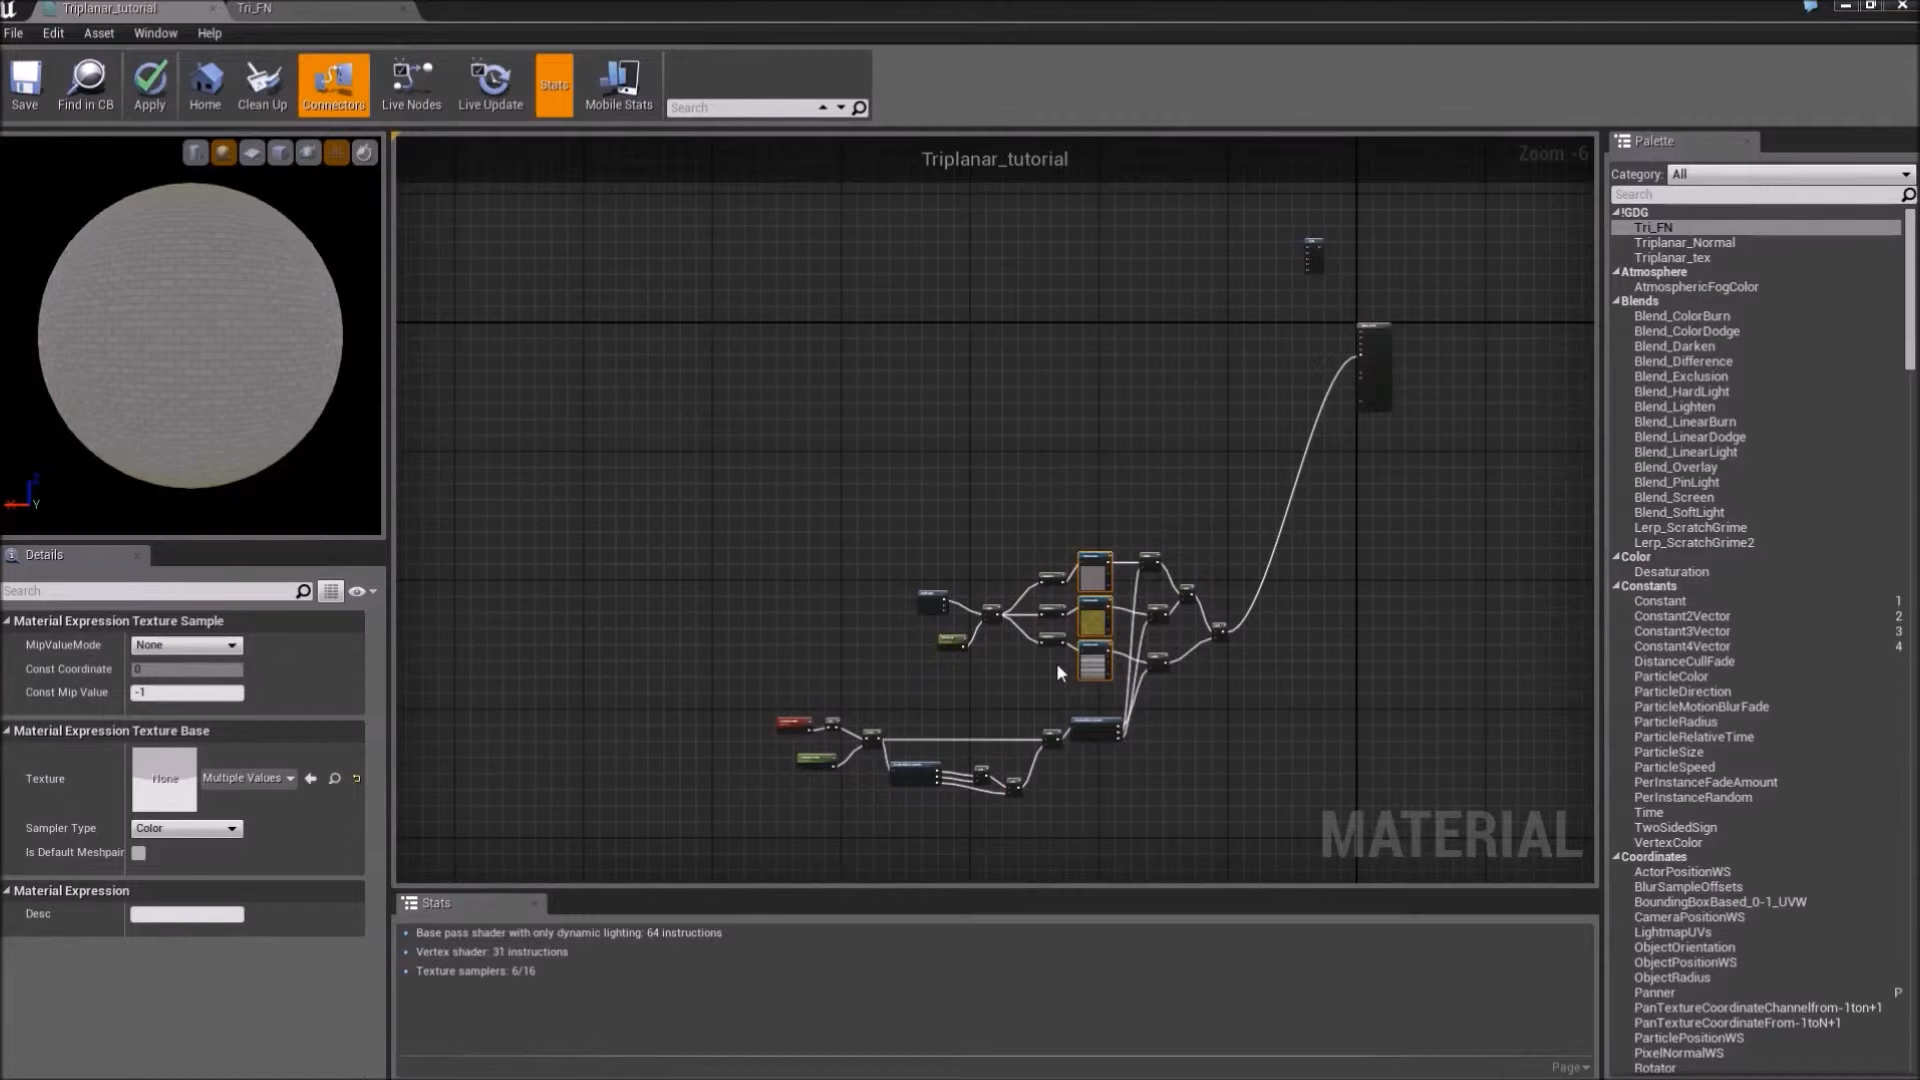 Triplanar_tutorial
Tri_FN
File
Edit
Asset
Window
Help
Save
Find in CB
Apply
Home
Clean Up
Connectors
Live Nodes
Live Update
Stats
Mobile Stats
Search
Triplanar_tutorial
Zoom -6
MATERIAL
X
Z
Y
Details
Search
Material Expression Texture Sample
MipValueMode
None
Const Coordinate
0
Const Mip Value
-1
Material Expression Texture Base
Texture
None
Multiple Values
Sampler Type
Color
Is Default Meshpain
Material Expression
Desc
Stats
Base pass shader with only dynamic lighting: 64 instructions
Vertex shader: 31 instructions
Texture samplers: 6/16
Page
Palette
Category:
All
Search
!GDG
Tri_FN
Triplanar_Normal
Triplanar_tex
Atmosphere
AtmosphericFogColor
Blends
Blend_ColorBurn
Blend_ColorDodge
Blend_Darken
Blend_Difference
Blend_Exclusion
Blend_HardLight
Blend_Lighten
Blend_LinearBurn
Blend_LinearDodge
Blend_LinearLight
Blend_Overlay
Blend_PinLight
Blend_Screen
Blend_SoftLight
Lerp_ScratchGrime
Lerp_ScratchGrime2
Color
Desaturation
Constants
Constant 1
Constant2Vector 2
Constant3Vector 3
Constant4Vector 4
DistanceCullFade
ParticleColor
ParticleDirection
ParticleMotionBlurFade
ParticleRadius
ParticleRelativeTime
ParticleSize
ParticleSpeed
PerInstanceFadeAmount
PerInstanceRandom
Time
TwoSidedSign
VertexColor
Coordinates
ActorPositionWS
BlurSampleOffsets
BoundingBoxBased_0-1_UVW
CameraPositionWS
LightmapUVs
ObjectOrientation
ObjectPositionWS
ObjectRadius
Panner P
PanTextureCoordinateChannelfrom-1ton+1
PanTextureCoordinateFrom-1toN+1
ParticlePositionWS
PixelNormalWS
Rotator